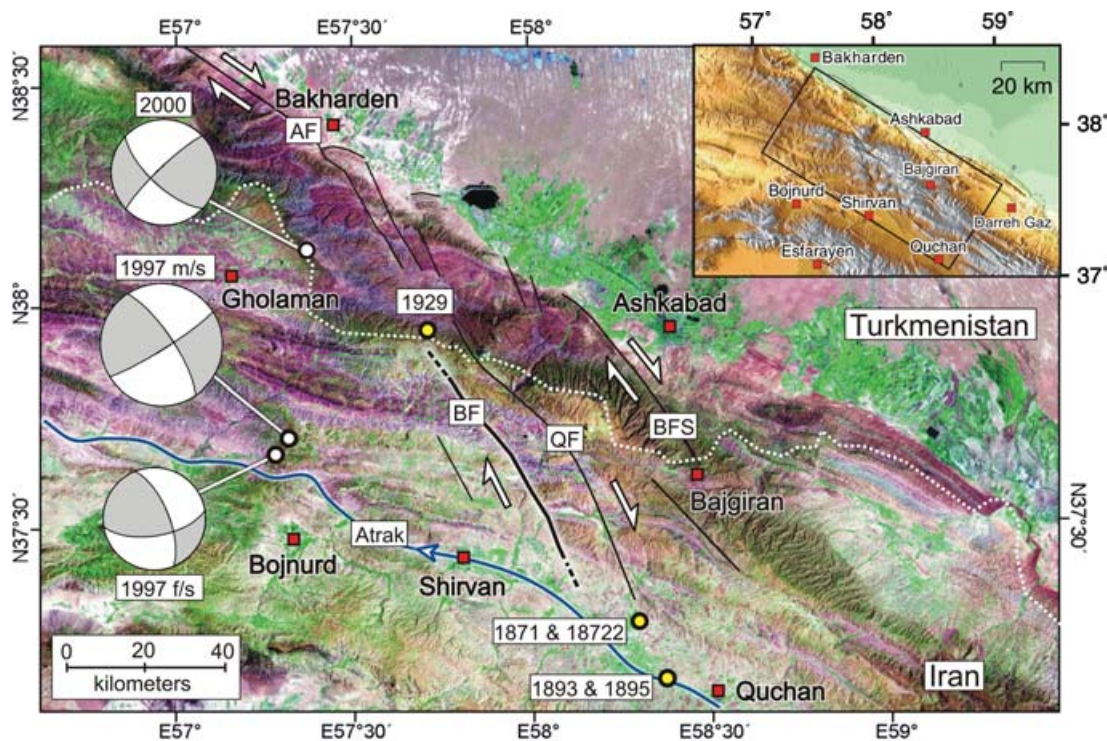 E57°
E57°30´
E58°
57°
58°
59°
N38°30´
2000
Bakharden
AF
Bakharden
20 km
38°
Ashkabad
Bajgiran
Bojnurd
Shirvan
Darreh Gaz
Quchan
Esfarayen
37°
1997 m/s
Gholaman
N38°
1929
Ashkabad
Turkmenistan
BF
QF
BFS
Bajgiran
N37°30´
N37°30´
Atrak
Bojnurd
Shirvan
1997 f/s
1871 & 18722
0 20 40
kilometers
1893 & 1895
Quchan
Iran
E57°
E57°30´
E58°
E58°30´
E59°